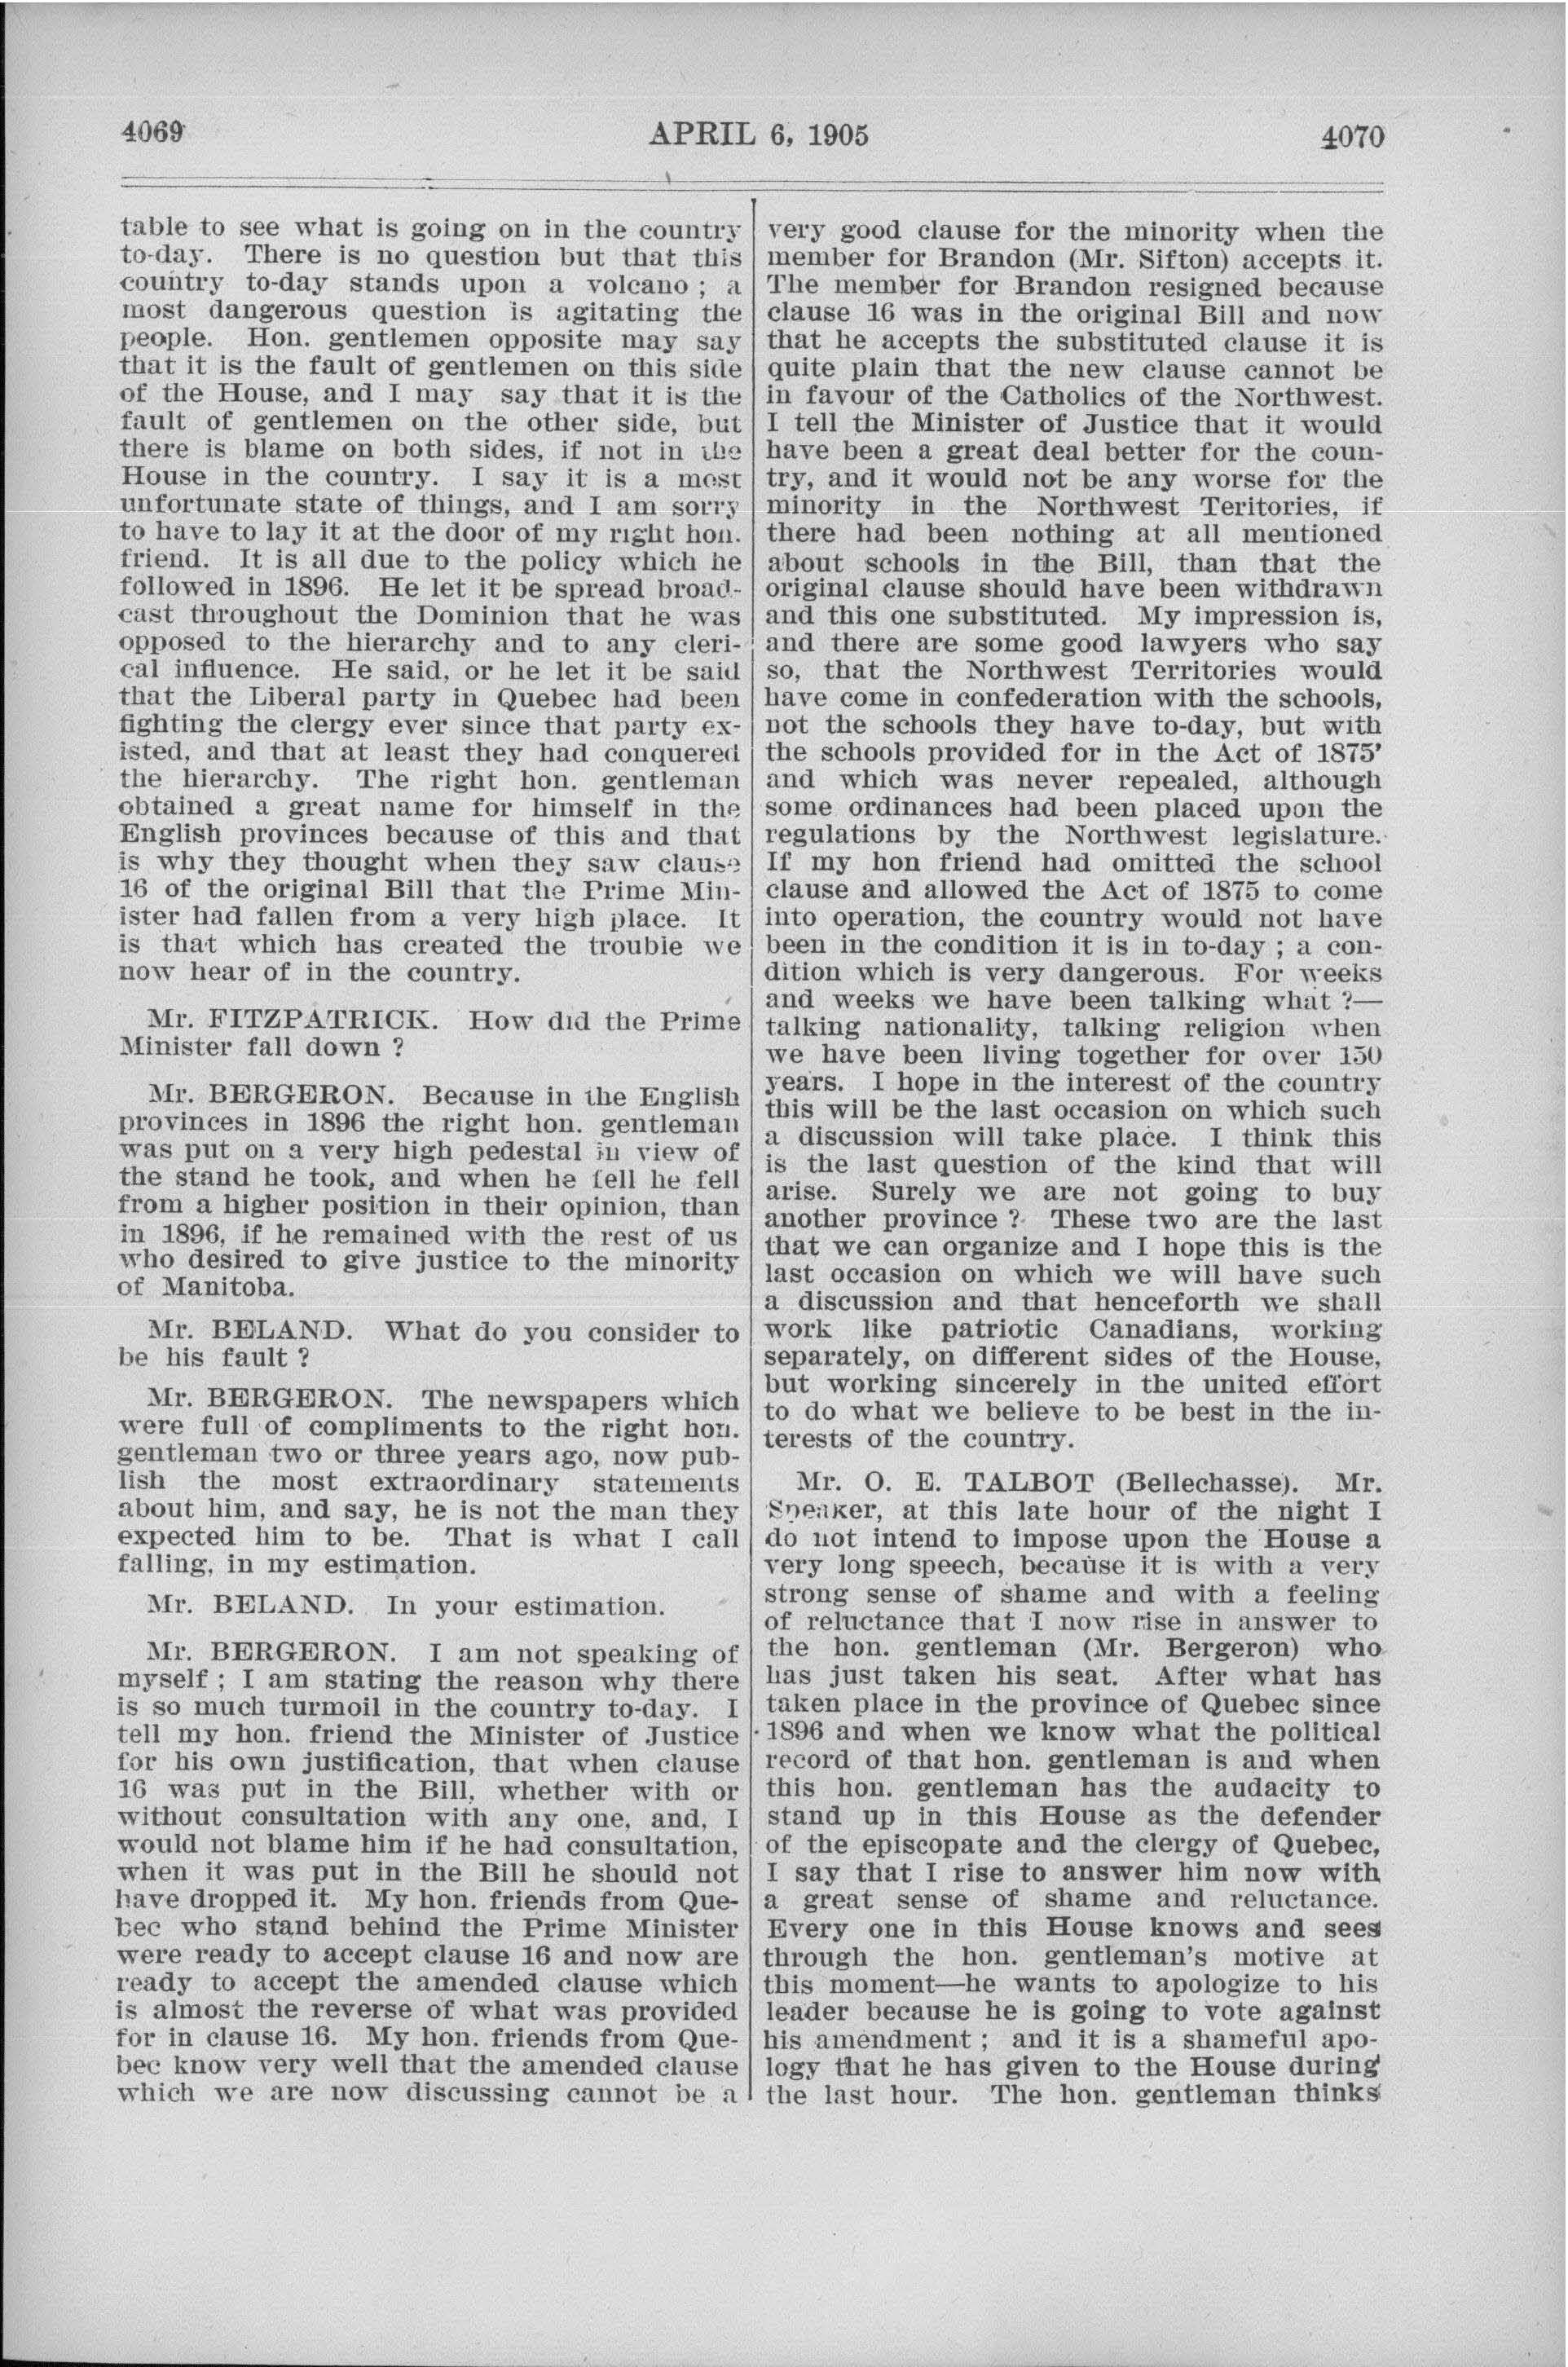 4069 APRIL 6, 1905 4070
table to see what is going on in the country
to-day. There is no question but that this
country to-day stands upon a volcano ; a
most dangerous question is agitating the
people. Hon. gentlemen opposite may say
that it is the fault of gentlemen on this side
of the House, and I may say that it is the
fault of gentlemen on the other side, but
there is blame on both sides, if not in the
House in the country. I say it is a most
unfortunate state of things, and I am sorry
to have to lay it at the door of my right hon.
friend. It is all due to the policy which he
followed in 1896. He let it be spread broad-
cast throughout the Dominion that he was
opposed to the hierarchy and to any cleri-
cal influence. He said, or he let it be said
that the Liberal party in Quebec had been
fighting the clergy ever since that party ex-
isted, and that at least they had conquered
the hierarchy. The right hon. gentleman
obtained a great name for himself in the
English provinces because of this and that
is why they thought when they saw clause
16 of the original Bill that the Prime Min-
ister had fallen from a very high place. It
is that which has created the trouble we
now hear of in the country.
Mr. FITZPATRICK. How did the Prime
Minister fall down ?
Mr. BERGERON. Because in the English
provinces in 1896 the right hon. gentleman
was put on a very high pedestal in view of
the stand he took, and when he fell he fell
from a higher position in their opinion, than
in 1896, if he remained with the rest of us
who desired to give justice to the minority
of Manitoba.
Mr. BELAND. What do you consider to
be his fault ?
Mr. BERGERON. The newspapers which
were full of compliments to the right hon.
gentleman two or three years ago, now pub-
lish the most extraordinary statements
about him, and say, he is not the man they
expected him to be. That is what I call
falling, in my estimation.
Mr. BELAND. In your estimation.
Mr. BERGERON. I am not speaking of
myself ; I am stating the reason why there
is so much turmoil in the country to-day. I
tell my hon. friend the Minister of Justice
for his own justification, that when clause
16 was put in the Bill, whether with or
without consultation with any one, and, I
would not blame him if he had consultation,
when it was put in the Bill he should not
have dropped it. My hon. friends from Que-
bec who stand behind the Prime Minister
were ready to accept clause 16 and now are
ready to accept the amended clause which
is almost the reverse of what was provided
for in clause 16. My hon. friends from Que-
bec know very well that the amended clause
which we are now discussing cannot be a
very good clause for the minority when the
member for Brandon (Mr. Sifton) accepts it.
The member for Brandon resigned because
clause 16 was in the original Bill and now
that he accepts the substituted clause it is
quite plain that the new clause cannot be
in favour of the Catholics of the Northwest.
I tell the Minister of Justice that it would
have been a great deal better for the coun-
try, and it would not be any worse for the
minority in the Northwest Teritories, if
there had been nothing at all mentioned
about schools in the Bill, than that the
original clause should have been withdrawn
and this one substituted. My impression is,
and there are some good lawyers who say
so, that the Northwest Territories would
have come in confederation with the schools,
not the schools they have to-day, but with
the schools provided for in the Act of 1875'
and which was never repealed, although
some ordinances had been placed upon the
regulations by the Northwest legislature.
If my hon friend had omitted the school
clause and allowed the Act of 1875 to come
into operation, the country would not have
been in the condition it is in to-day ; a con-
dition which is very dangerous. For weeks
and weeks we have been talking what ?—
talking nationality, talking religion when
we have been living together for over 150
years. I hope in the interest of the country
this will be the last occasion on which such
a discussion will take place. I think this
is the last question of the kind that will
arise. Surely we are not going to buy
another province ? These two are the last
that we can organize and I hope this is the
last occasion on which we will have such
a discussion and that henceforth we shall
work like patriotic Canadians, working
separately, on different sides of the House,
but working sincerely in the united effort
to do what we believe to be best in the in-
terests of the country.
Mr. O. E. TALBOT (Bellechasse). Mr.
Speaker, at this late hour of the night I
do not intend to impose upon the House a
very long speech, because it is with a very
strong sense of shame and with a feeling
of reluctance that I now rise in answer to
the hon. gentleman (Mr. Bergeron) who
has just taken his seat. After what has
taken place in the province of Quebec since
1896 and when we know what the political
record of that hon. gentleman is and when
this hon. gentleman has the audacity to
stand up in this House as the defender
of the episcopate and the clergy of Quebec,
I say that I rise to answer him now with
a great sense of shame and reluctance.
Every one in this House knows and sees
through the hon. gentleman's motive at
this moment—he wants to apologize to his
leader because he is going to vote against
his amendment ; and it is a shameful apo-
logy that he has given to the House during
the last hour. The hon. gentleman thinks